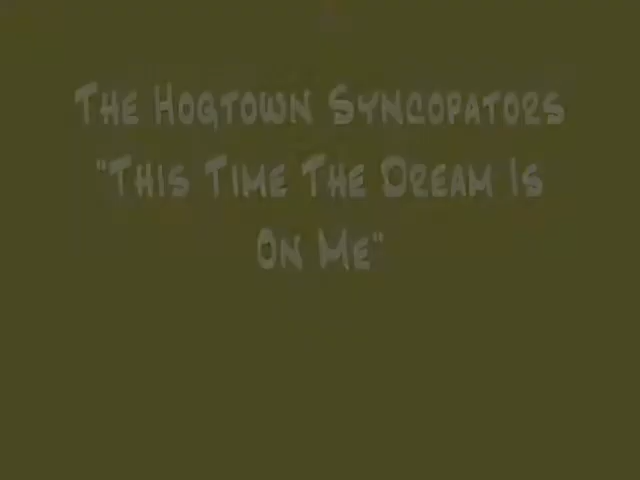 The Hogtown Syncopators
"This Time The Dream Is
On Me"